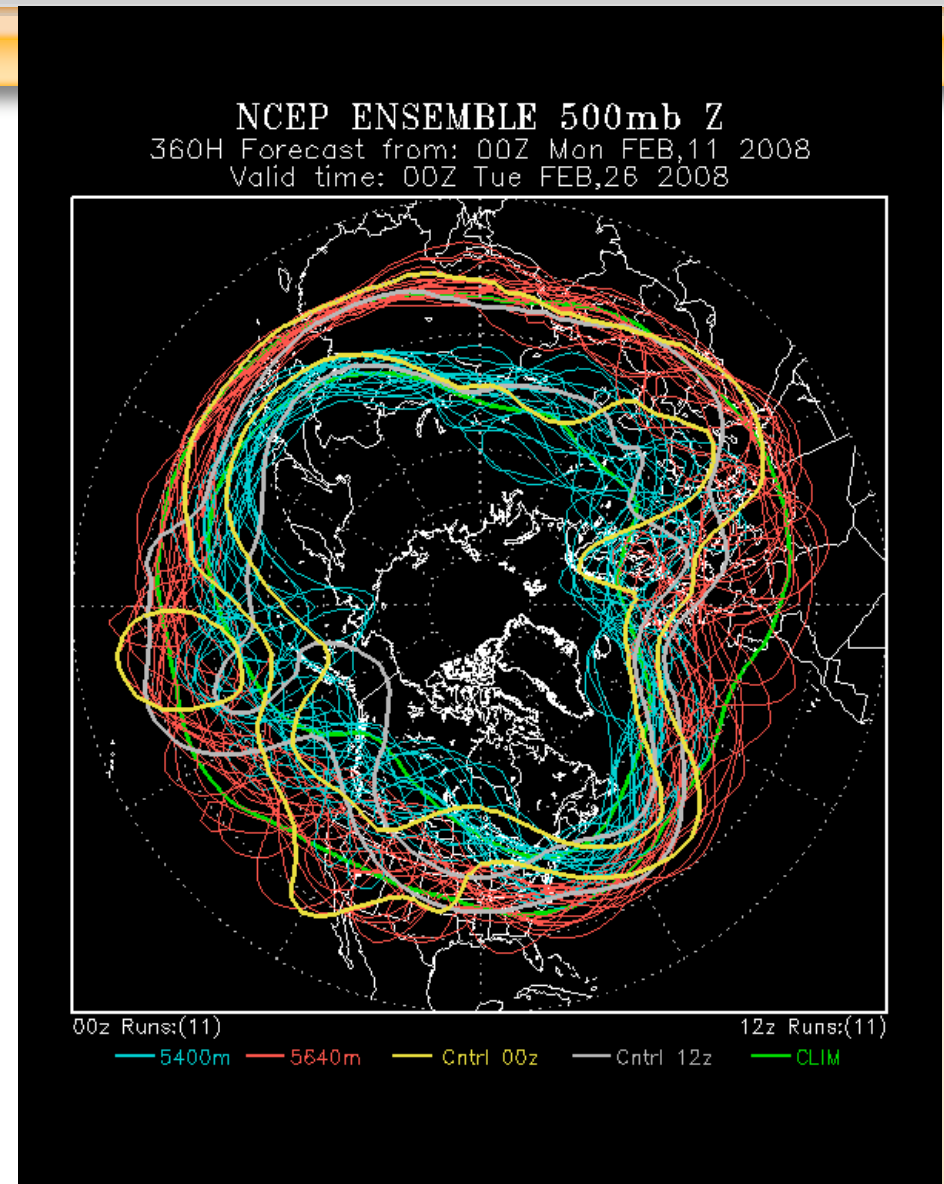 NCEP ENSEMBLE 500mb Z
360H Forecast from: 00Z Mon FEB,11 2008
Valid time: 00Z Tue FEB,26 2008
00z Runs:(11) 12z Runs:(11)
5400m 5640m Cntrl 00z Cntrl 12z CLIM